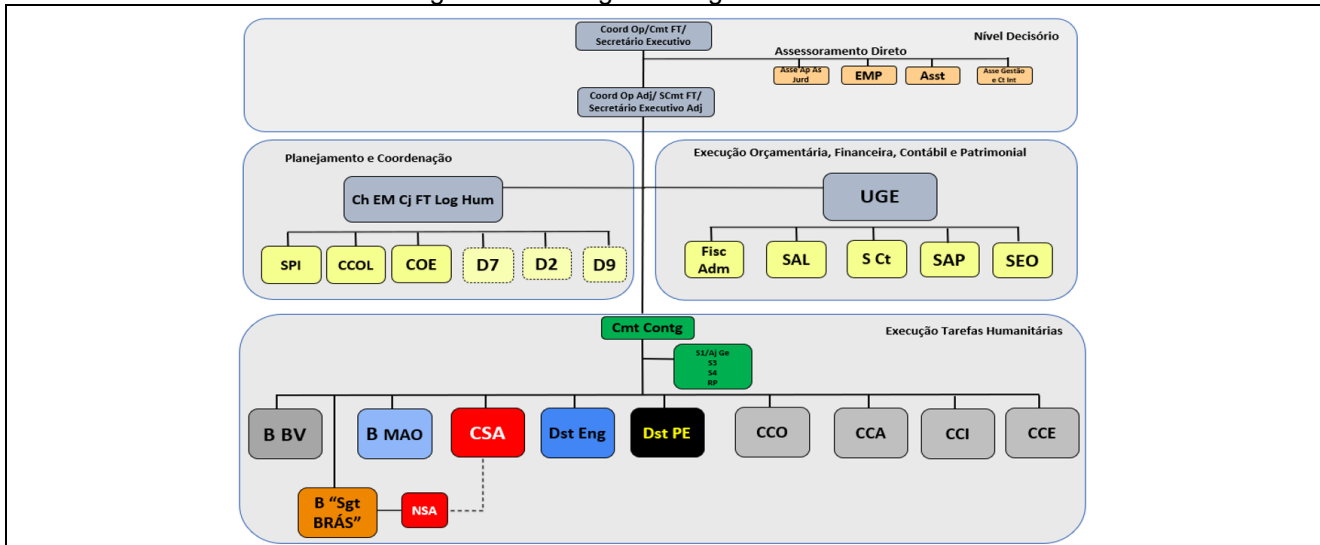 Coord Op/Cmt FT/
Secretário Executivo
Nível Decisório
Assessoramento Direto
Asse Ap As
Jurd
EMP
Asst
Asse Gestão
e Ct Int
Coord Op Adj/ SCmt FT/
Secretário Executivo Adj
Planejamento e Coordenação
Ch EM Cj FT Log Hum
SPI
CCOL
COE
D7
D2
D9
Execução Orçamentária, Financeira, Contábil e Patrimonial
UGE
Fisc
Adm
SAL
S Ct
SAP
SEO
Execução Tarefas Humanitárias
Cmt Contg
S1/Aj Ge
S3
S4
RP
B BV
B MAO
CSA
Dst Eng
Dst PE
CCO
CCA
CCI
CCE
B “Sgt
BRÁS”
NSA